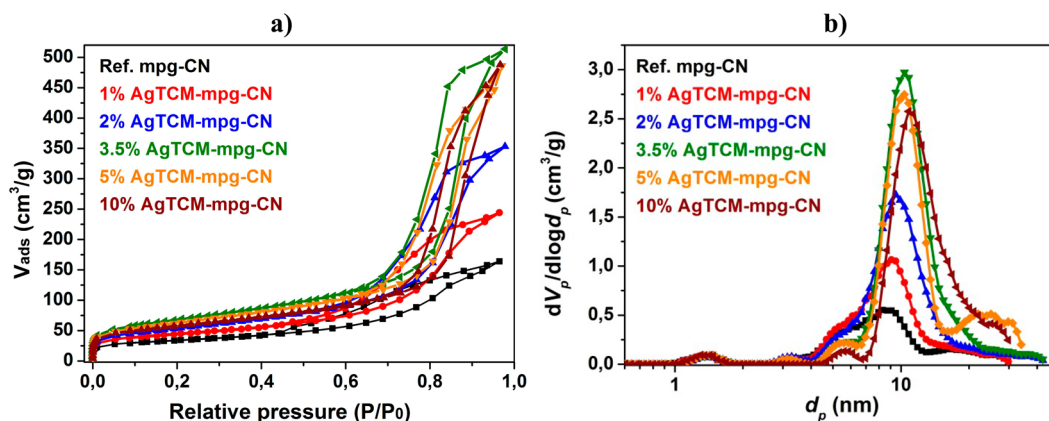 a)
500
450
400
350
300
250
200
150
100
50
0
V_ads (cm³/g)
Ref. mpg-CN
1% AgTCM-mpg-CN
2% AgTCM-mpg-CN
3.5% AgTCM-mpg-CN
5% AgTCM-mpg-CN
10% AgTCM-mpg-CN
0,0 0,2 0,4 0,6 0,8 1,0
Relative pressure (P/P₀)
b)
3,0
2,5
2,0
1,5
1,0
0,5
0,0
dV_p/dlogd_p (cm³/g)
Ref. mpg-CN
1% AgTCM-mpg-CN
2% AgTCM-mpg-CN
3.5% AgTCM-mpg-CN
5% AgTCM-mpg-CN
10% AgTCM-mpg-CN
1 10
d_p (nm)